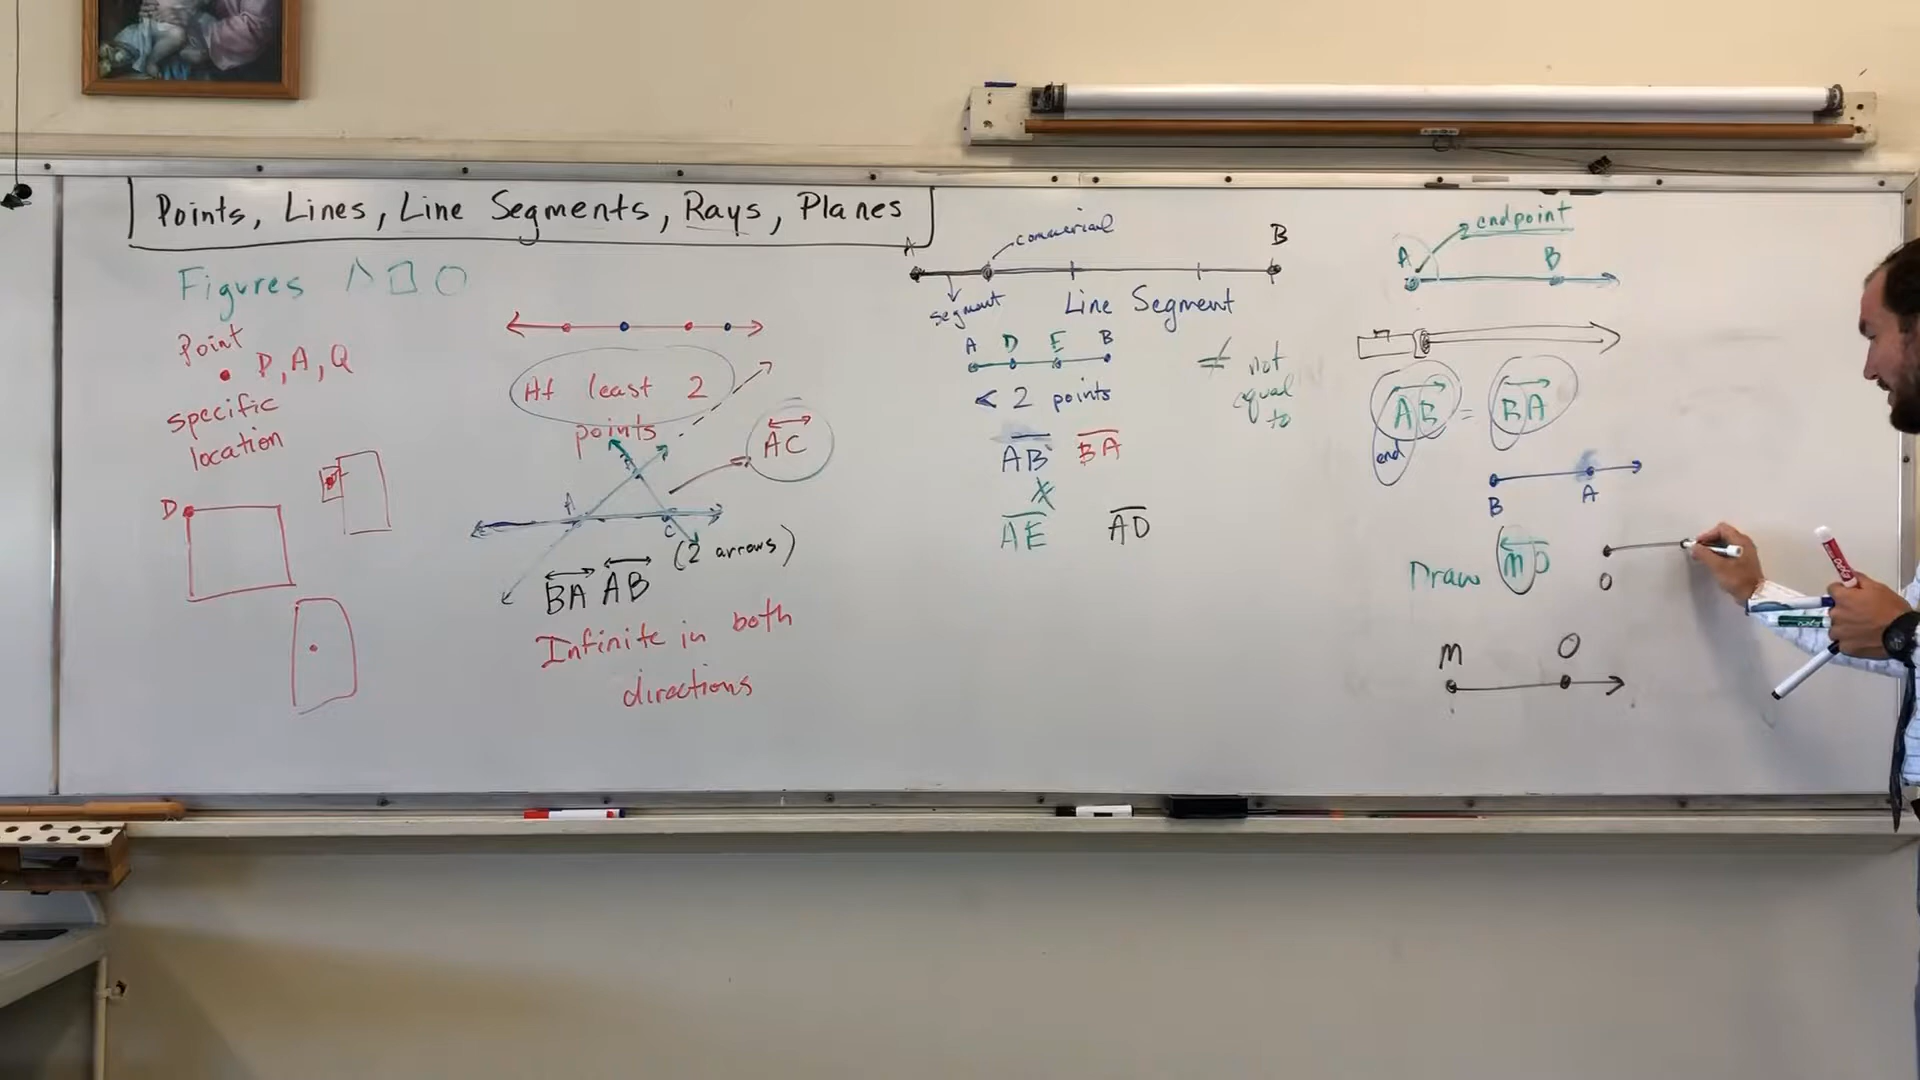 Points, Lines, Line Segments, Rays, Planes
Figures
Point
P, A, Q
specific
location
D
At least 2
points
AC
A
C
(2 arrows)
BA AB
Infinite in both
directions
A
commerial
B
segment
Line Segment
A D E B
< 2 points
AB BA
AE AD
≠ not
equal
to
endpoint
A B
AB = BA
end
B A
Draw MO
O
M O